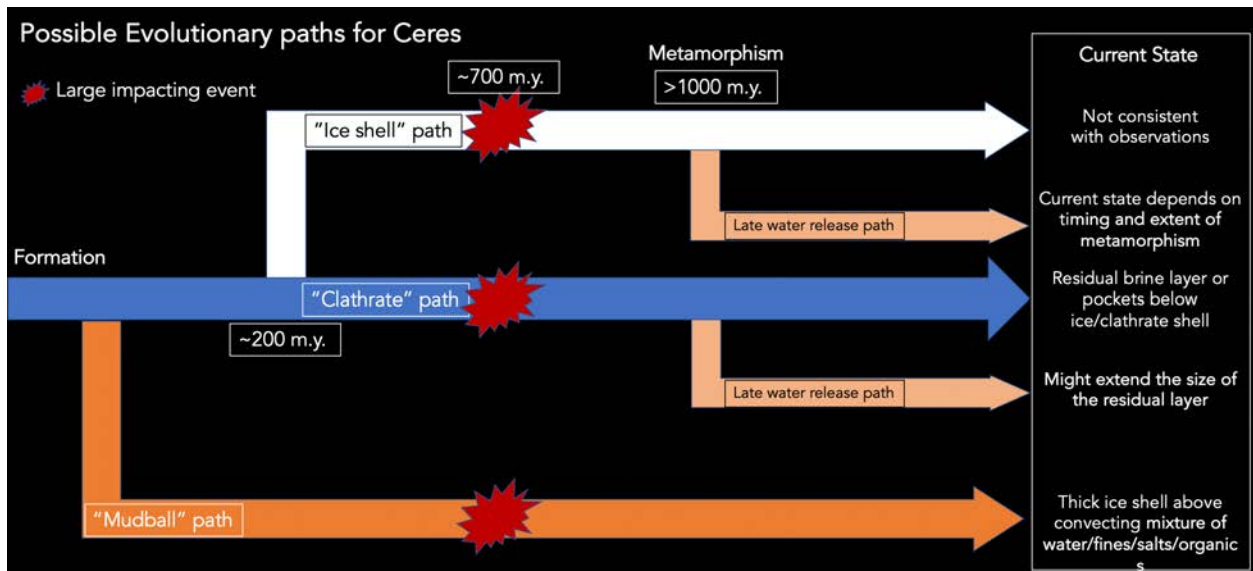 Possible Evolutionary paths for Ceres
Large impacting event
~700 m.y.
Metamorphism
>1000 m.y.
Current State
"Ice shell" path
Not consistent
with observations
Late water release path
Current state depends on
timing and extent of
metamorphism
Formation
"Clathrate" path
Residual brine layer or
pockets below
ice/clathrate shell
~200 m.y.
Late water release path
Might extend the size of
the residual layer
"Mudball" path
Thick ice shell above
convecting mixture of
water/fines/salts/organic
s